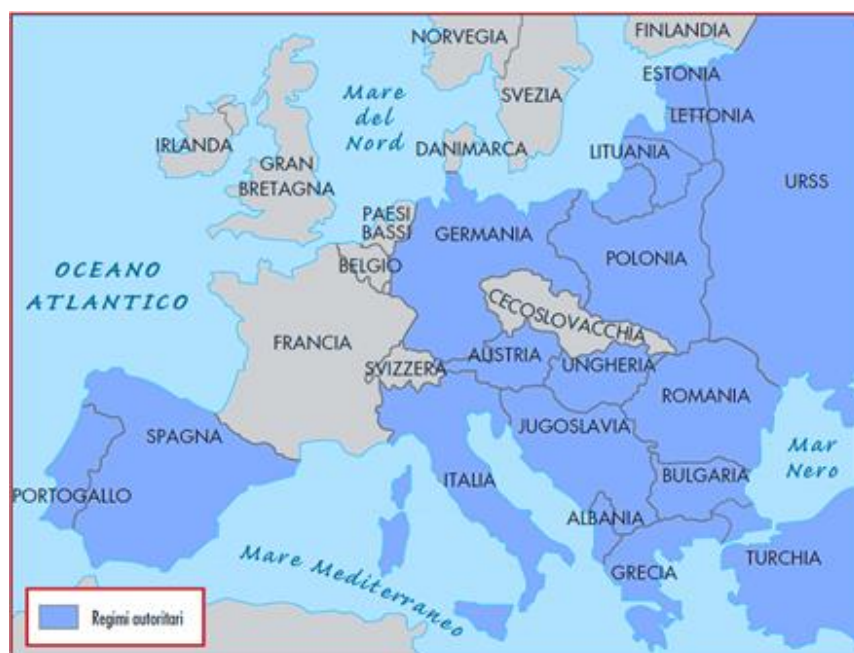 NORVEGIA
FINLANDIA
SVEZIA
ESTONIA
LETTONIA
Mare
del
Nord
IRLANDA
DANIMARCA
LITUANIA
GRAN
BRETAGNA
URSS
PAESI
BASSI
GERMANIA
POLONIA
BELGIO
OCEANO
ATLANTICO
CECOSLOVACCHIA
FRANCIA
SVIZZERA
AUSTRIA
UNGHERIA
ROMANIA
SPAGNA
JUGOSLAVIA
Mar
Nero
PORTOGALLO
ITALIA
BULGARIA
ALBANIA
GRECIA
TURCHIA
Mare Mediterraneo
Regimi autoritari